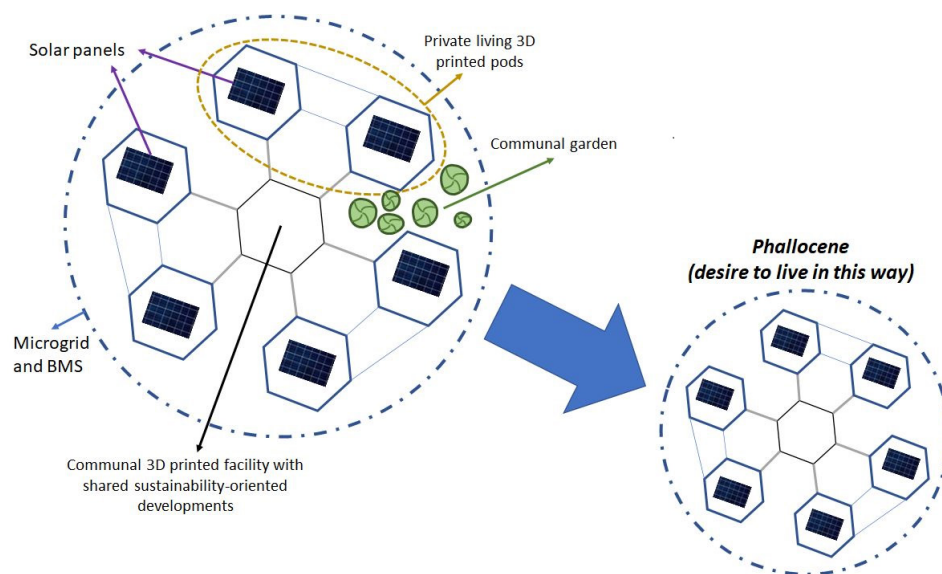 Solar panels
Private living 3D
printed pods
Communal garden
Phallocene
(desire to live in this way)
Microgrid
and BMS
Communal 3D printed facility with
shared sustainability-oriented
developments